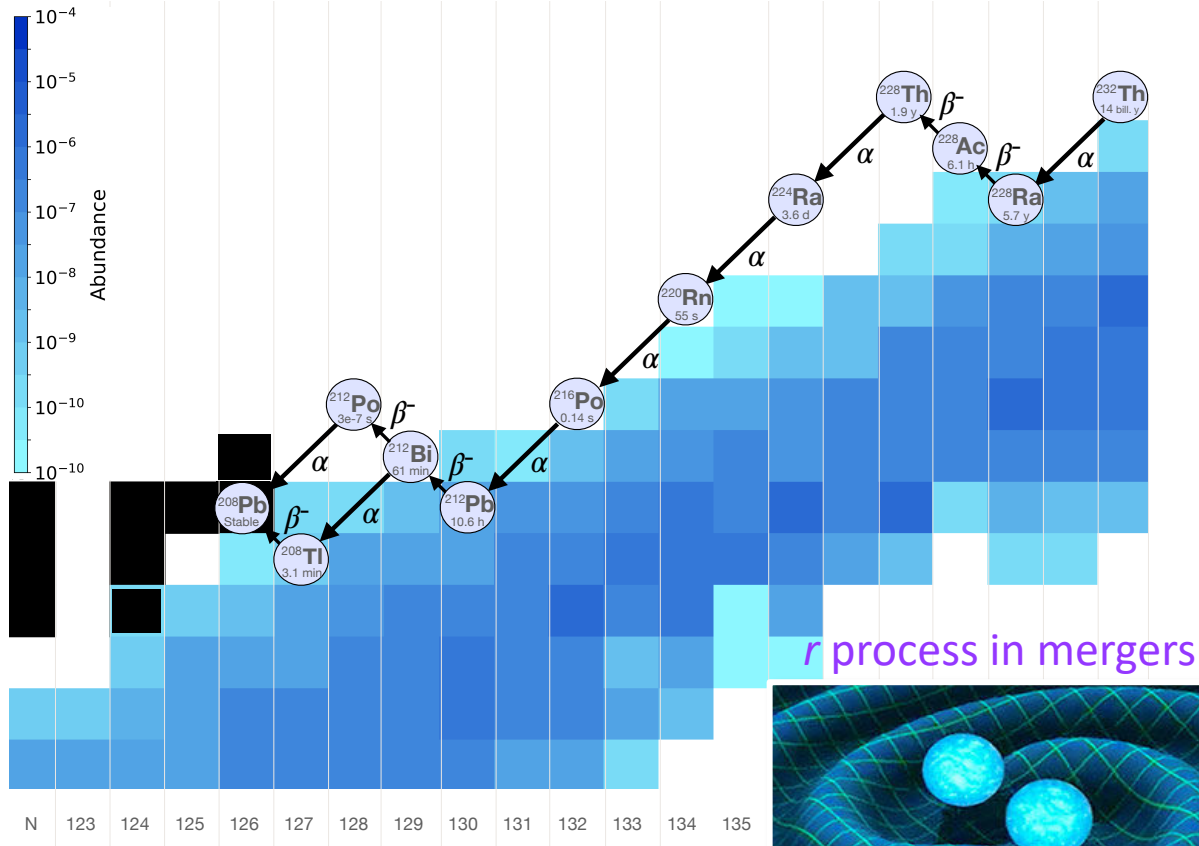 10⁻⁴
10⁻⁵
10⁻⁶
10⁻⁷
10⁻⁸
10⁻⁹
10⁻¹⁰
10⁻¹⁰
Abundance
²³²Th
14 bill. y
α
²²⁸Ra
5.7 y
β⁻
²²⁸Ac
6.1 h
β⁻
²²⁸Th
1.9 y
α
²²⁴Ra
3.6 d
α
²²⁰Rn
55 s
α
²¹⁶Po
0.14 s
α
²¹²Pb
10.6 h
β⁻
²¹²Bi
61 min
β⁻
²¹²Po
3e-7 s
α
α
²⁰⁸Tl
3.1 min
β⁻
²⁰⁸Pb
Stable
r process in mergers
N 123 124 125 126 127 128 129 130 131 132 133 134 135